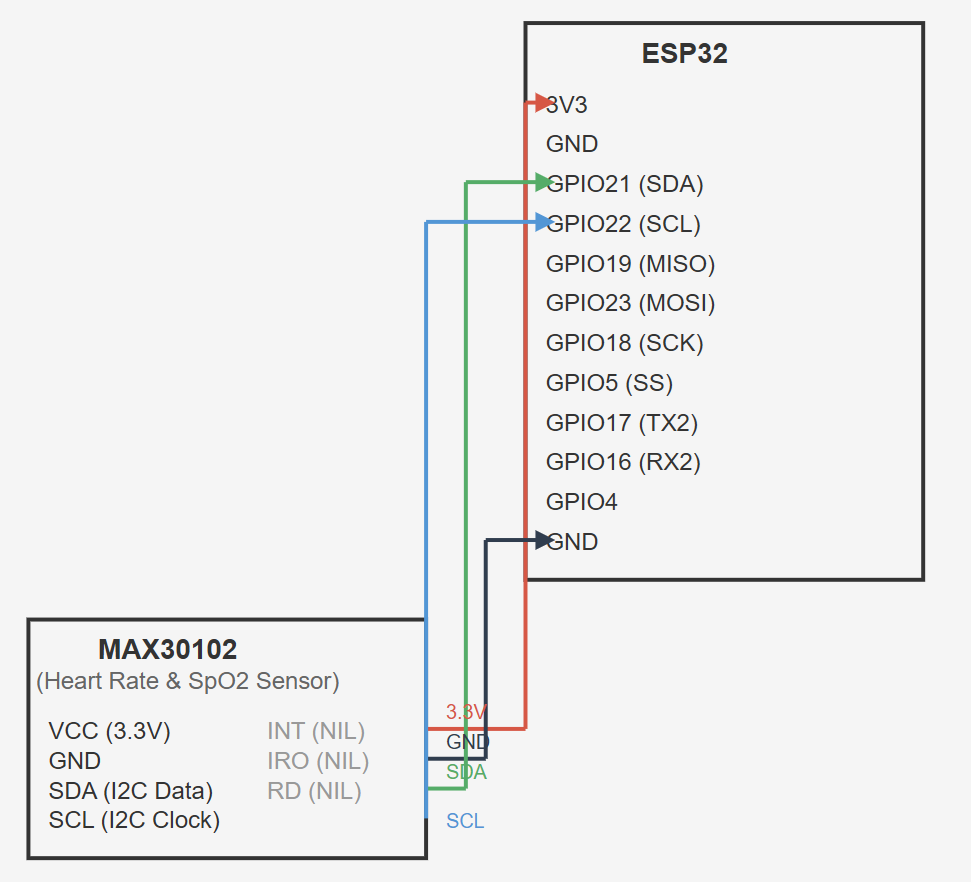 ESP32
3V3
GND
GPIO21 (SDA)
GPIO22 (SCL)
GPIO19 (MISO)
GPIO23 (MOSI)
GPIO18 (SCK)
GPIO5 (SS)
GPIO17 (TX2)
GPIO16 (RX2)
GPIO4
GND
MAX30102
(Heart Rate & SpO2 Sensor)
VCC (3.3V) INT (NIL)
GND IRO (NIL)
SDA (I2C Data) RD (NIL)
SCL (I2C Clock)
3.3V
GND
SDA
SCL